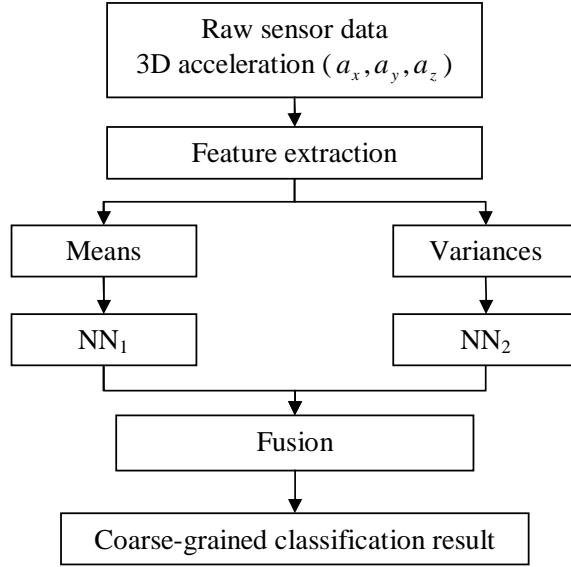 Raw sensor data
3D acceleration (a_x, a_y, a_z)
Feature extraction
Means
Variances
NN₁
NN₂
Fusion
Coarse-grained classification result